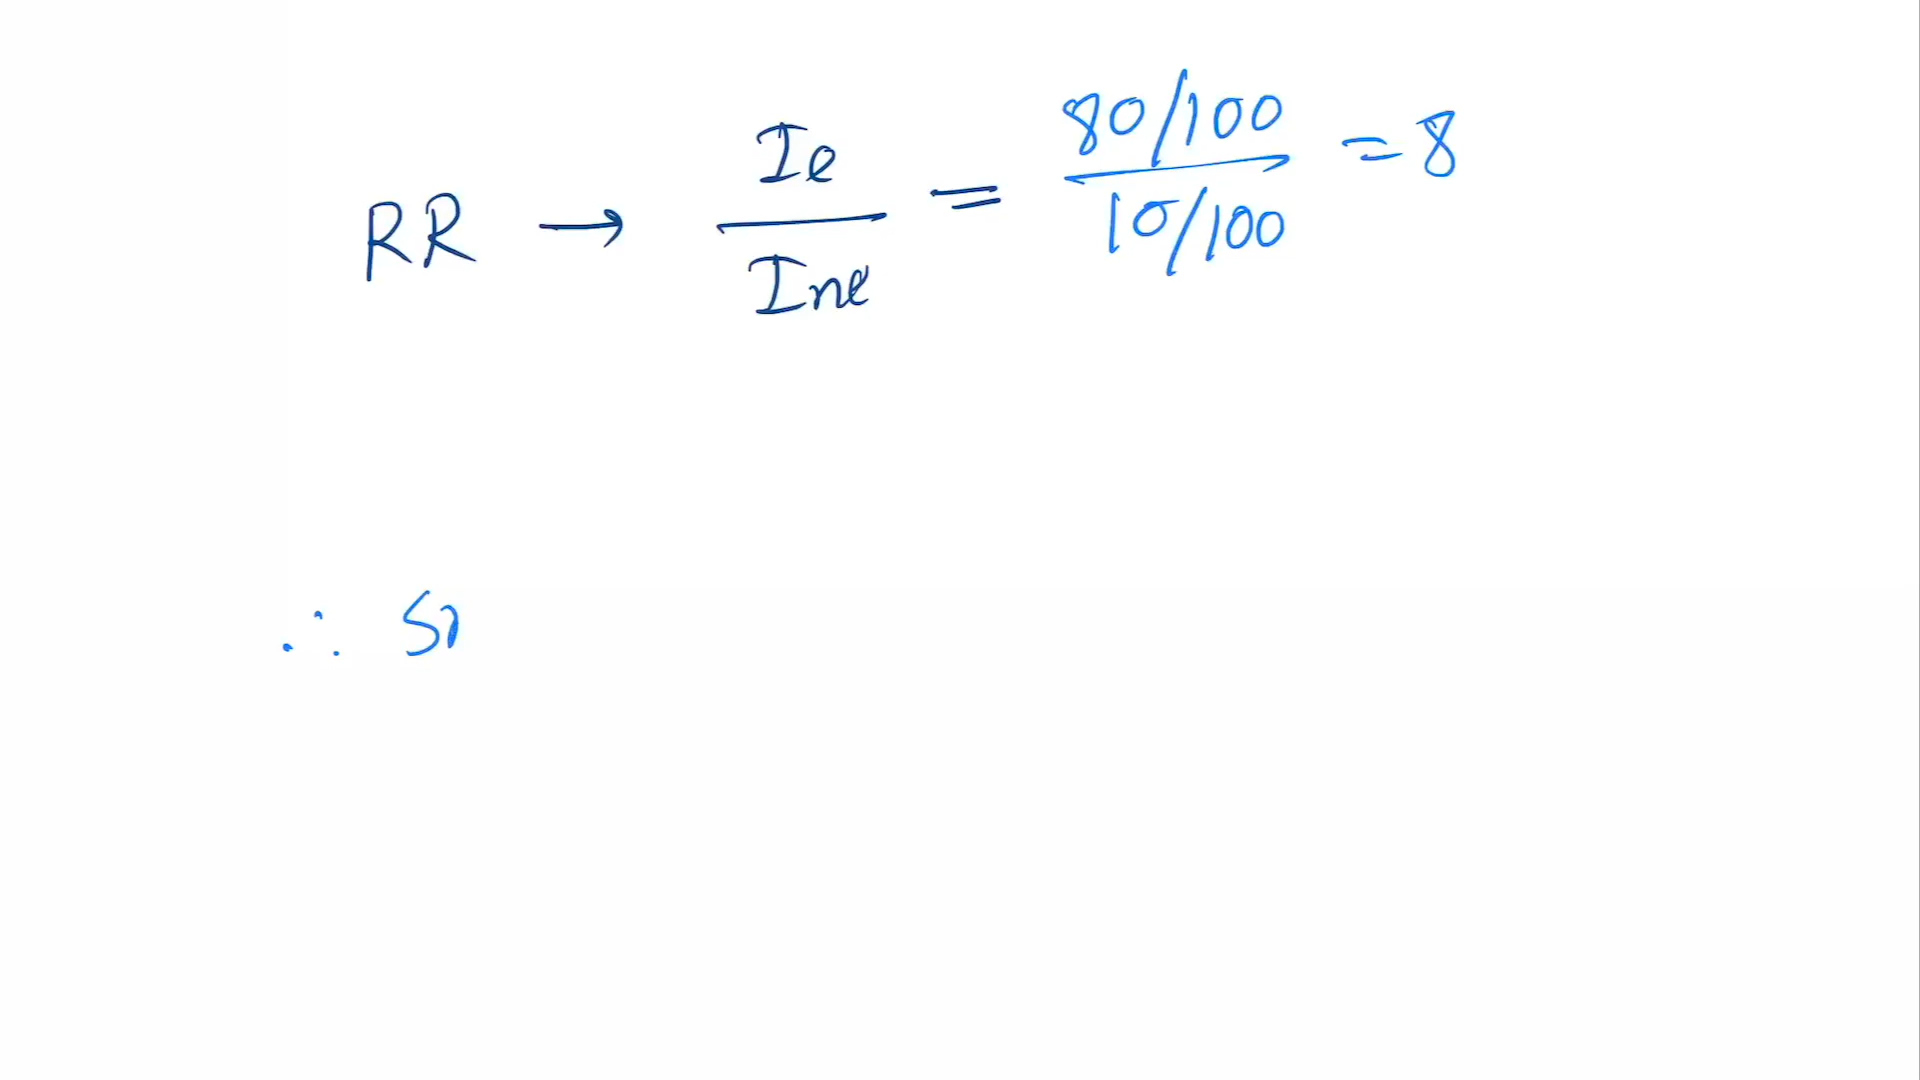 RR → Ie/Ine = 80/100 / 10/100 = 8
∴